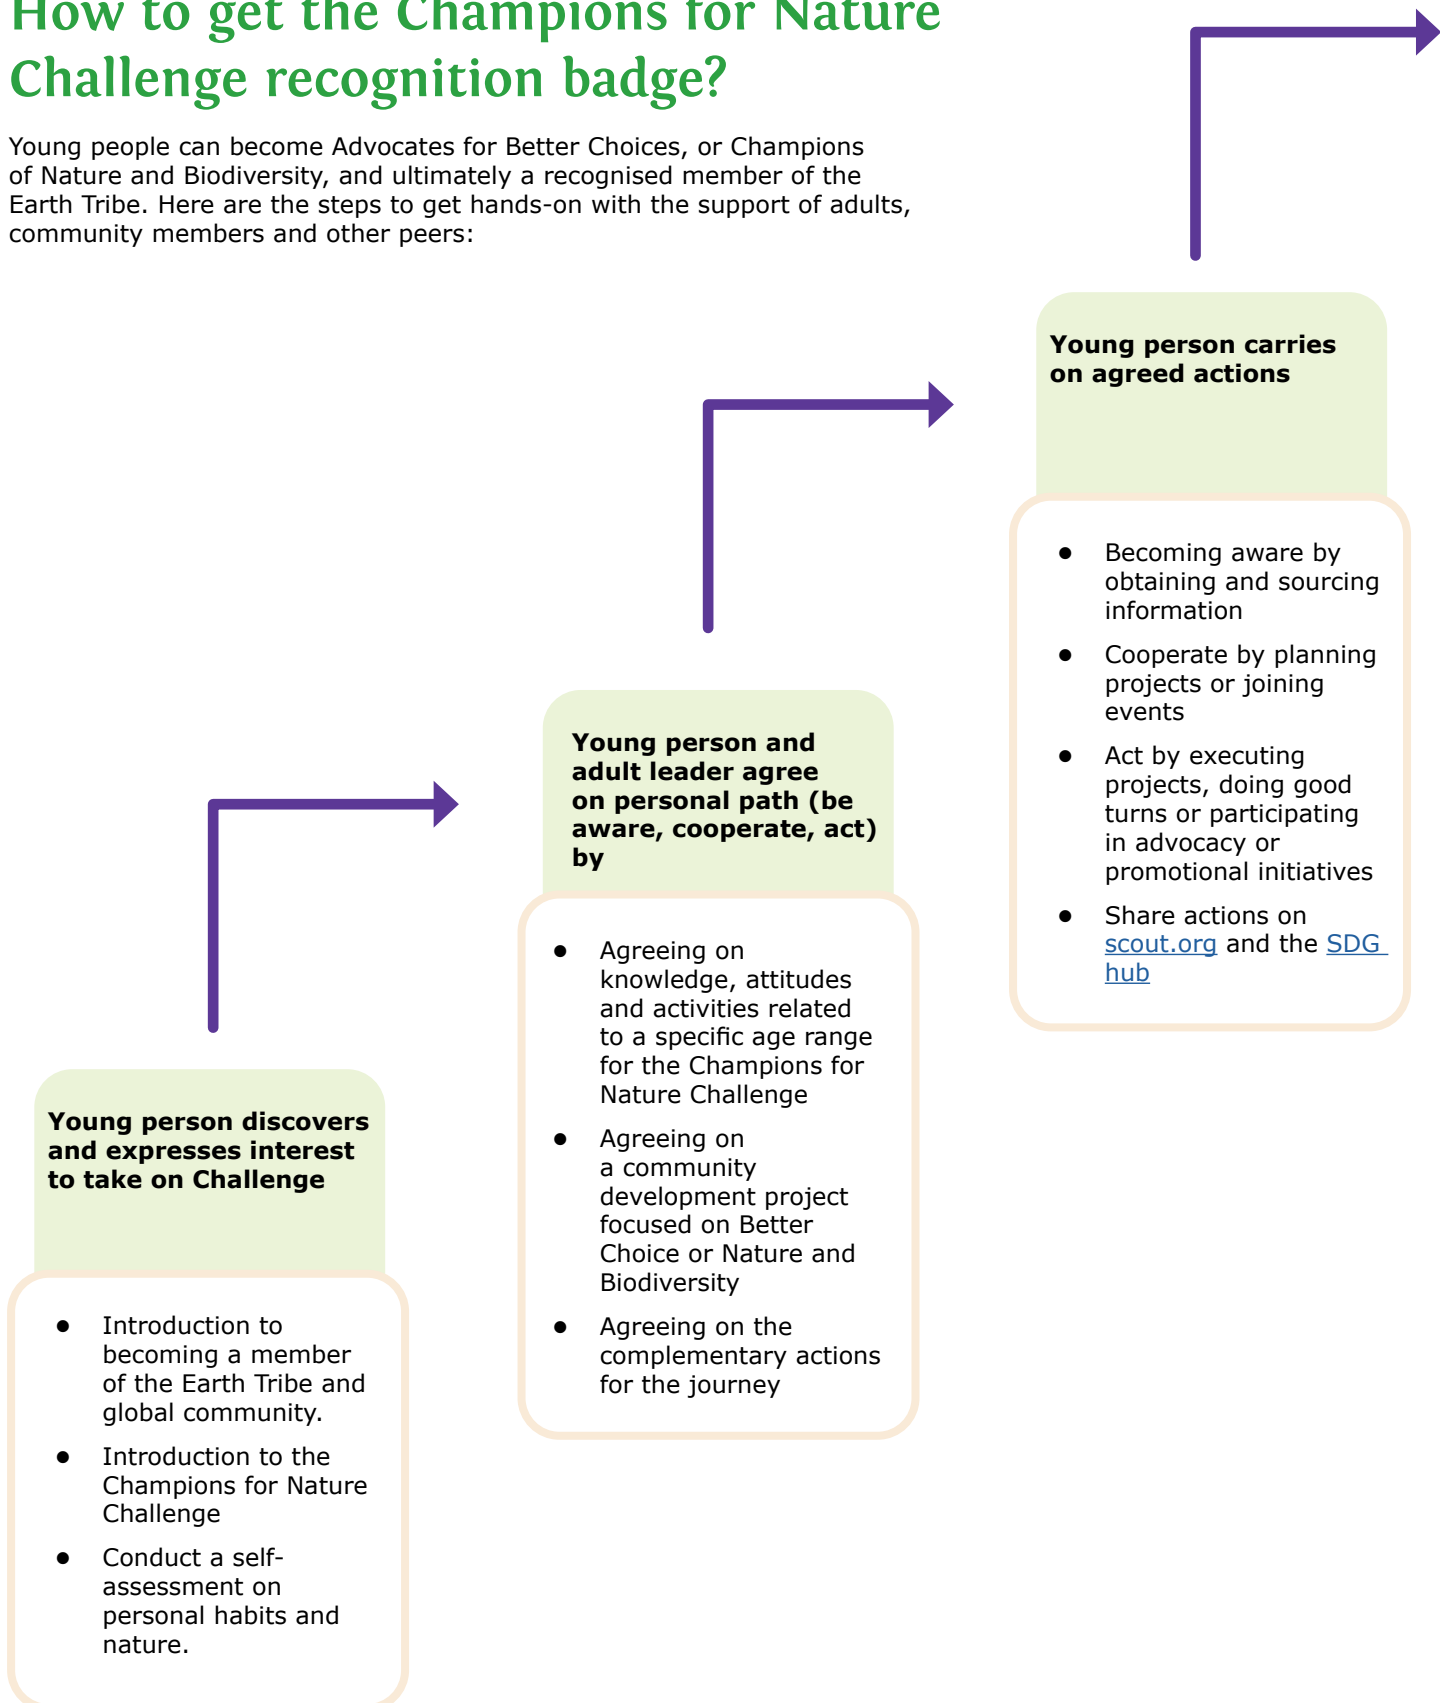 How to get the Champions for Nature
Challenge recognition badge?
Young people can become Advocates for Better Choices, or Champions
of Nature and Biodiversity, and ultimately a recognised member of the
Earth Tribe. Here are the steps to get hands-on with the support of adults,
community members and other peers:
Young person discovers
and expresses interest
to take on Challenge
● Introduction to
becoming a member
of the Earth Tribe and
global community.
● Introduction to the
Champions for Nature
Challenge
● Conduct a self-
assessment on
personal habits and
nature.
Young person and
adult leader agree
on personal path (be
aware, cooperate, act)
by
● Agreeing on
knowledge, attitudes
and activities related
to a specific age range
for the Champions for
Nature Challenge
● Agreeing on
a community
development project
focused on Better
Choice or Nature and
Biodiversity
● Agreeing on the
complementary actions
for the journey
Young person carries
on agreed actions
● Becoming aware by
obtaining and sourcing
information
● Cooperate by planning
projects or joining
events
● Act by executing
projects, doing good
turns or participating
in advocacy or
promotional initiatives
● Share actions on
scout.org and the SDG
hub